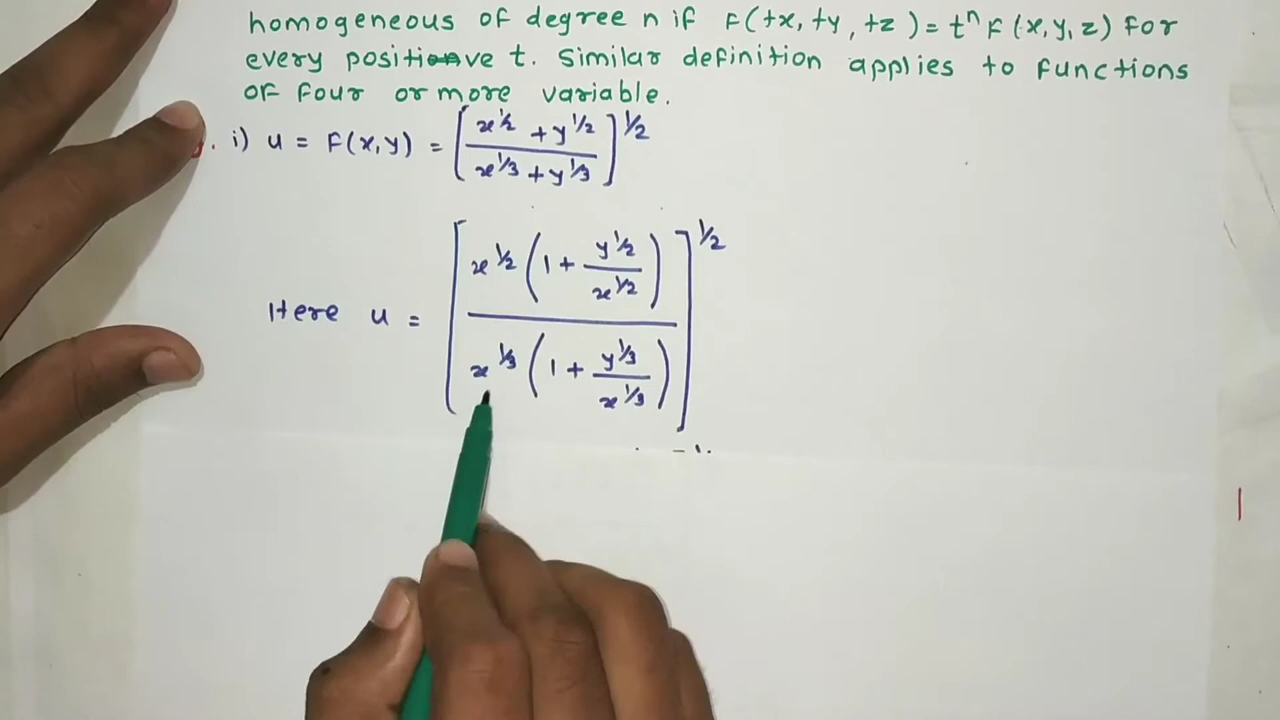 homogeneous of degree n if F(tx, ty, tz) = tⁿ F(x, y, z) for
every positive t. Similar definition applies to functions
of four or more variable.
i) u = F(x,y) = [ (x^1/2 + y^1/2) / (x^1/3 + y^1/3) ]^1/2
Here u = [ x^1/2 (1 + y^1/2 / x^1/2) / x^1/3 (1 + y^1/3 / x^1/3) ]^1/2